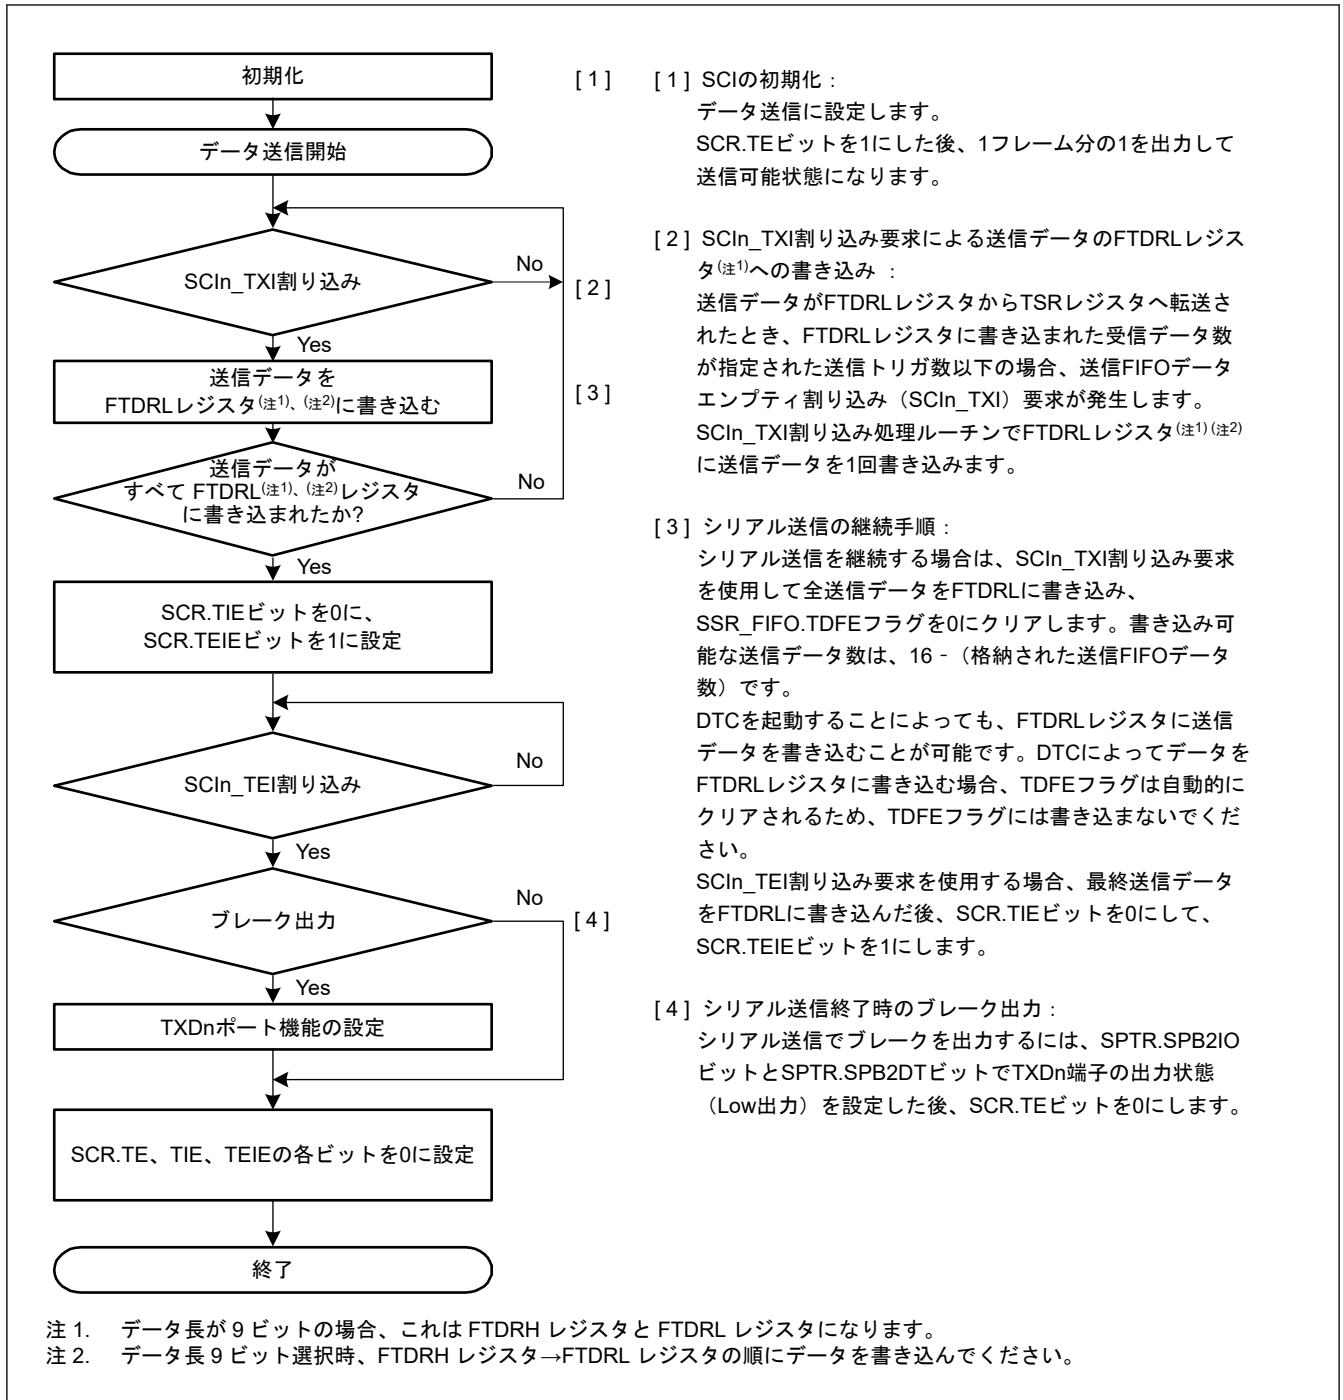 初期化
[ 1 ]
データ送信開始
SCIn_TXI割り込み
No
[ 2 ]
Yes
送信データを
FTDRLレジスタ(注1)、(注2)に書き込む
[ 3 ]
送信データが
すべて FTDRL(注1)、(注2)レジスタ
に書き込まれたか?
No
Yes
SCR.TIEビットを0に、
SCR.TEIEビットを1に設定
SCIn_TEI割り込み
No
Yes
ブレーク出力
No
[ 4 ]
Yes
TXDnポート機能の設定
SCR.TE、TIE、TEIEの各ビットを0に設定
終了
[ 1 ] SCIの初期化：
データ送信に設定します。
SCR.TEビットを1にした後、1フレーム分の1を出力して
送信可能状態になります。
[ 2 ] SCIn_TXI割り込み要求による送信データのFTDRLレジス
タ(注1)への書き込み ：
送信データがFTDRLレジスタからTSRレジスタへ転送さ
れたとき、FTDRLレジスタに書き込まれた受信データ数
が指定された送信トリガ数以下の場合、送信FIFOデータ
エンプティ割り込み（SCIn_TXI）要求が発生します。
SCIn_TXI割り込み処理ルーチンでFTDRLレジスタ(注1) (注2)
に送信データを1回書き込みます。
[ 3 ] シリアル送信の継続手順：
シリアル送信を継続する場合は、SCIn_TXI割り込み要求
を使用して全送信データをFTDRLに書き込み、
SSR_FIFO.TDFEフラグを0にクリアします。書き込み可
能な送信データ数は、16 -（格納された送信FIFOデータ
数）です。
DTCを起動することによっても、FTDRLレジスタに送信
データを書き込むことが可能です。DTCによってデータを
FTDRLレジスタに書き込む場合、TDFEフラグは自動的に
クリアされるため、TDFEフラグには書き込まないでくだ
さい。
SCIn_TEI割り込み要求を使用する場合、最終送信データ
をFTDRLに書き込んだ後、SCR.TIEビットを0にして、
SCR.TEIEビットを1にします。
[ 4 ] シリアル送信終了時のブレーク出力：
シリアル送信でブレークを出力するには、SPTR.SPB2IO
ビットとSPTR.SPB2DTビットでTXDn端子の出力状態
（Low出力）を設定した後、SCR.TEビットを0にします。
注 1. データ長が 9 ビットの場合、これは FTDRH レジスタと FTDRL レジスタになります。
注 2. データ長 9 ビット選択時、FTDRH レジスタ→FTDRL レジスタの順にデータを書き込んでください。